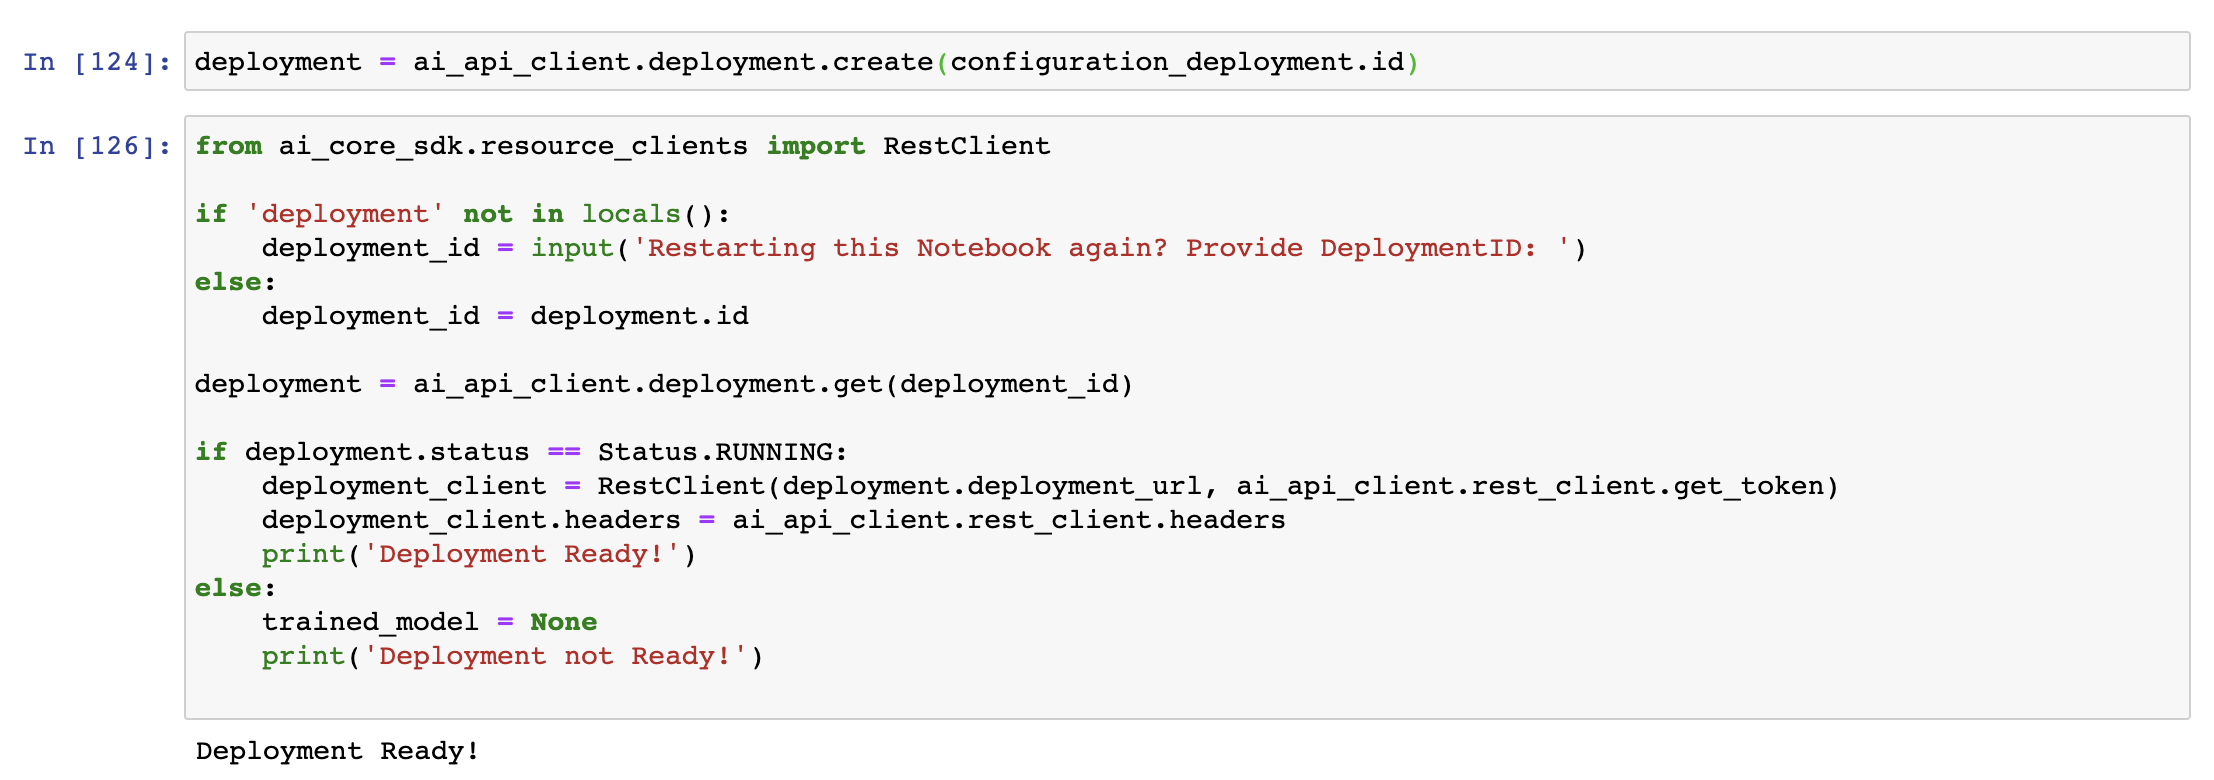 In [124]: deployment = ai_api_client.deployment.create(configuration_deployment.id)
In [126]: from ai_core_sdk.resource_clients import RestClient
if 'deployment' not in locals():
    deployment_id = input('Restarting this Notebook again? Provide DeploymentID: ')
else:
    deployment_id = deployment.id
deployment = ai_api_client.deployment.get(deployment_id)
if deployment.status == Status.RUNNING:
    deployment_client = RestClient(deployment.deployment_url, ai_api_client.rest_client.get_token)
    deployment_client.headers = ai_api_client.rest_client.headers
    print('Deployment Ready!')
else:
    trained_model = None
    print('Deployment not Ready!')
Deployment Ready!